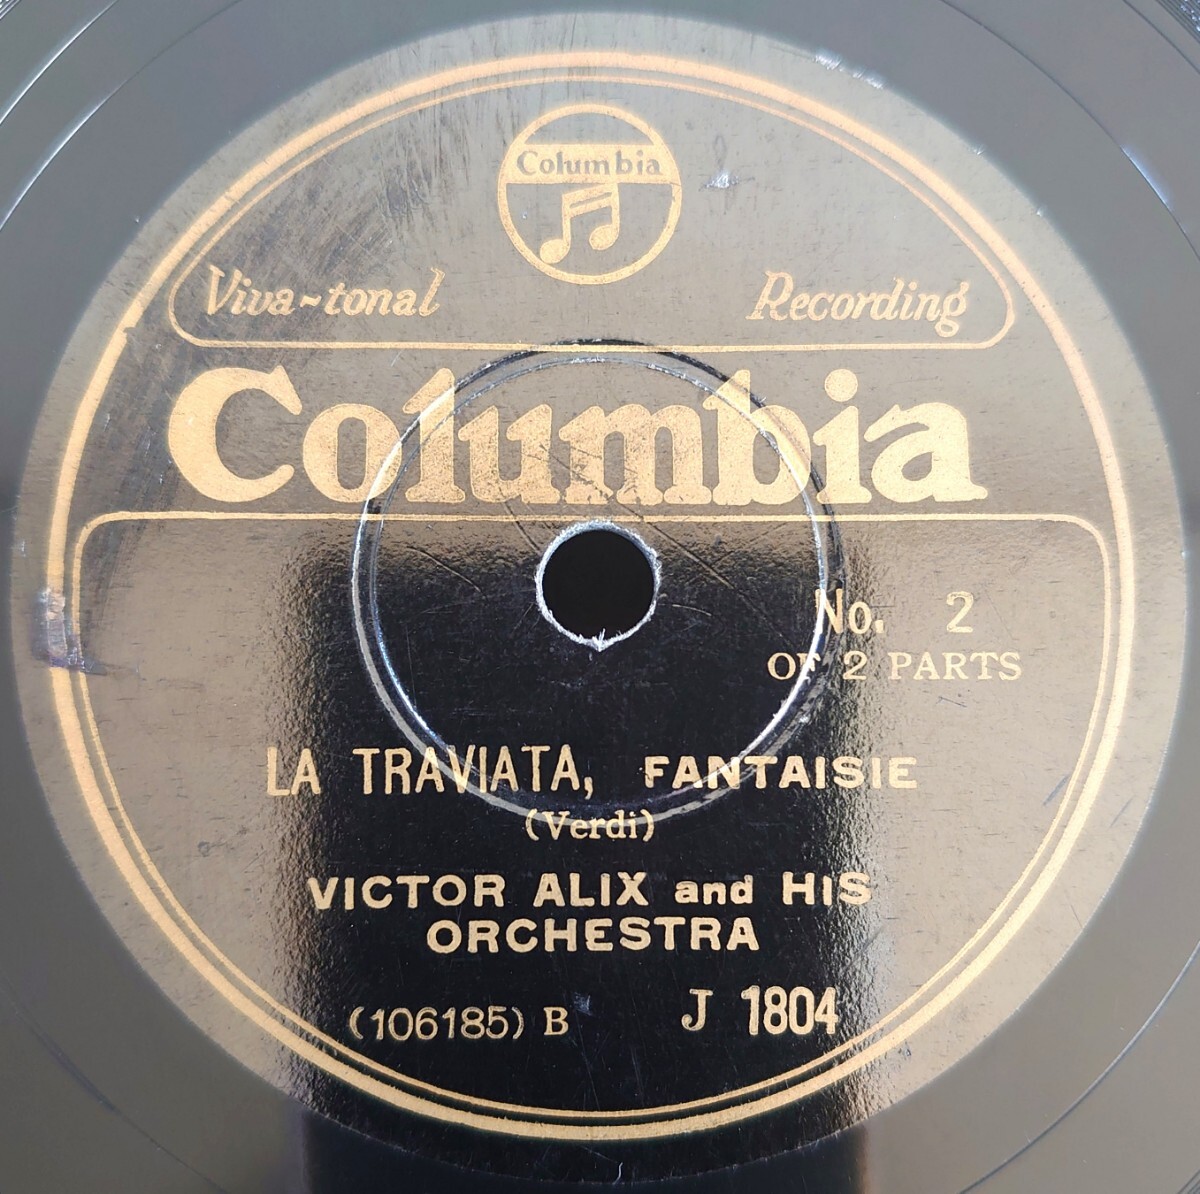 Columbia
Viva-tonal Recording
Columbia
No. 2
OF 2 PARTS
LA TRAVIATA, FANTAISIE
(Verdi)
VICTOR ALIX and HIS
ORCHESTRA
(106185) B J 1804